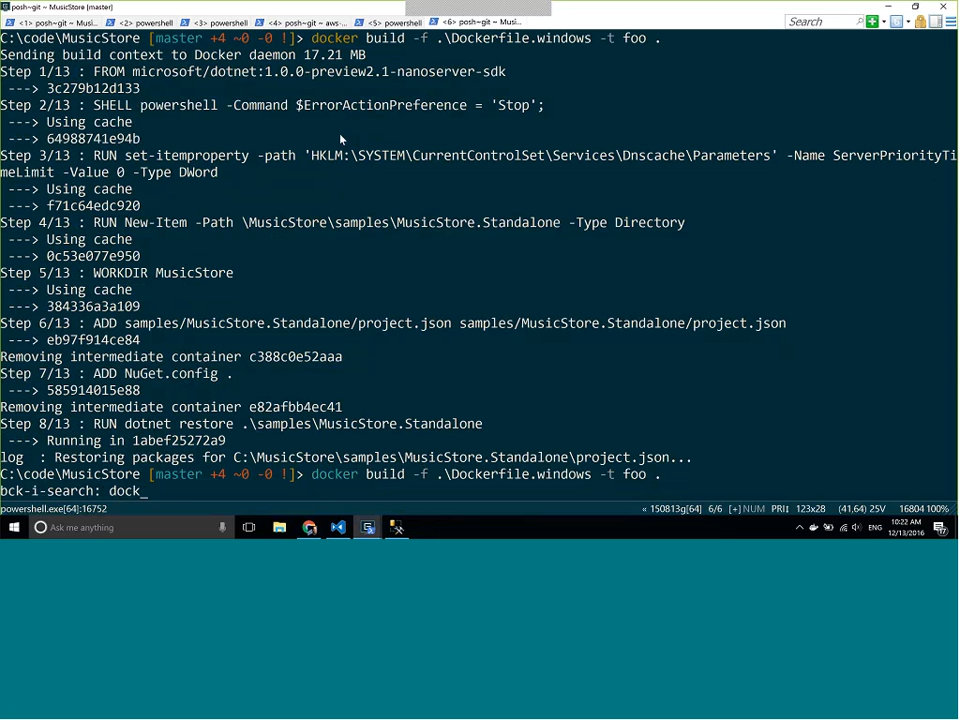 posh~git ~ MusicStore [master]
<1> posh~git ~ Musi...
<2> powershell
<3> powershell
<4> posh~git ~ aws-...
<5> powershell
<6> posh~git ~ Musi...
Search
C:\code\MusicStore [master +4 ~0 -0 !]> docker build -f .\Dockerfile.windows -t foo .
Sending build context to Docker daemon 17.21 MB
Step 1/13 : FROM microsoft/dotnet:1.0.0-preview2.1-nanoserver-sdk
---> 3c279b12d133
Step 2/13 : SHELL powershell -Command $ErrorActionPreference = 'Stop';
---> Using cache
---> 64988741e94b
Step 3/13 : RUN set-itemproperty -path 'HKLM:\SYSTEM\CurrentControlSet\Services\Dnscache\Parameters' -Name ServerPriorityTi
meLimit -Value 0 -Type DWord
---> Using cache
---> f71c64edc920
Step 4/13 : RUN New-Item -Path \MusicStore\samples\MusicStore.Standalone -Type Directory
---> Using cache
---> 0c53e077e950
Step 5/13 : WORKDIR MusicStore
---> Using cache
---> 384336a3a109
Step 6/13 : ADD samples/MusicStore.Standalone/project.json samples/MusicStore.Standalone/project.json
---> eb97f914ce84
Removing intermediate container c388c0e52aaa
Step 7/13 : ADD NuGet.config .
---> 585914015e88
Removing intermediate container e82afbb4ec41
Step 8/13 : RUN dotnet restore .\samples\MusicStore.Standalone
---> Running in 1abef25272a9
log  : Restoring packages for C:\MusicStore\samples\MusicStore.Standalone\project.json...
C:\code\MusicStore [master +4 ~0 -0 !]> docker build -f .\Dockerfile.windows -t foo .
bck-i-search: dock_
powershell.exe[64]:16752
« 150813g[64] 6/6 [+] NUM PRI↕ 123x28 (41,64) 25V 16804 100%
Ask me anything
ENG
10:22 AM
12/13/2016